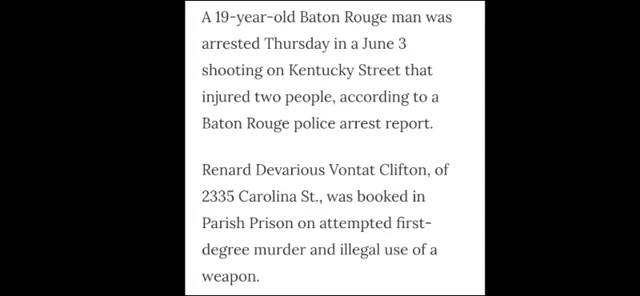 A 19-year-old Baton Rouge man was
arrested Thursday in a June 3
shooting on Kentucky Street that
injured two people, according to a
Baton Rouge police arrest report.
Renard Devarious Vontat Clifton, of
2335 Carolina St., was booked in
Parish Prison on attempted first-
degree murder and illegal use of a
weapon.